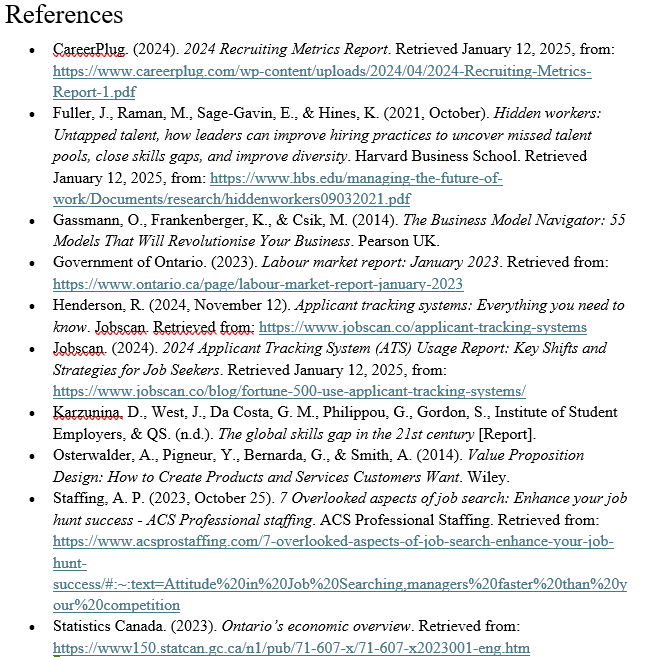 References
• CareerPlug. (2024). 2024 Recruiting Metrics Report. Retrieved January 12, 2025, from:
https://www.careerplug.com/wp-content/uploads/2024/04/2024-Recruiting-Metrics-
Report-1.pdf
• Fuller, J., Raman, M., Sage-Gavin, E., & Hines, K. (2021, October). Hidden workers:
Untapped talent, how leaders can improve hiring practices to uncover missed talent
pools, close skills gaps, and improve diversity. Harvard Business School. Retrieved
January 12, 2025, from: https://www.hbs.edu/managing-the-future-of-
work/Documents/research/hiddenworkers09032021.pdf
• Gassmann, O., Frankenberger, K., & Csik, M. (2014). The Business Model Navigator: 55
Models That Will Revolutionise Your Business. Pearson UK.
• Government of Ontario. (2023). Labour market report: January 2023. Retrieved from:
https://www.ontario.ca/page/labour-market-report-january-2023
• Henderson, R. (2024, November 12). Applicant tracking systems: Everything you need to
know. Jobscan. Retrieved from: https://www.jobscan.co/applicant-tracking-systems
• Jobscan. (2024). 2024 Applicant Tracking System (ATS) Usage Report: Key Shifts and
Strategies for Job Seekers. Retrieved January 12, 2025, from:
https://www.jobscan.co/blog/fortune-500-use-applicant-tracking-systems/
• Karzunina, D., West, J., Da Costa, G. M., Philippou, G., Gordon, S., Institute of Student
Employers, & QS. (n.d.). The global skills gap in the 21st century [Report].
• Osterwalder, A., Pigneur, Y., Bernarda, G., & Smith, A. (2014). Value Proposition
Design: How to Create Products and Services Customers Want. Wiley.
• Staffing, A. P. (2023, October 25). 7 Overlooked aspects of job search: Enhance your job
hunt success - ACS Professional staffing. ACS Professional Staffing. Retrieved from:
https://www.acsprostaffing.com/7-overlooked-aspects-of-job-search-enhance-your-job-
hunt-
success/#:~:text=Attitude%20in%20Job%20Searching,managers%20faster%20than%20y
our%20competition
• Statistics Canada. (2023). Ontario’s economic overview. Retrieved from:
https://www150.statcan.gc.ca/n1/pub/71-607-x/71-607-x2023001-eng.htm